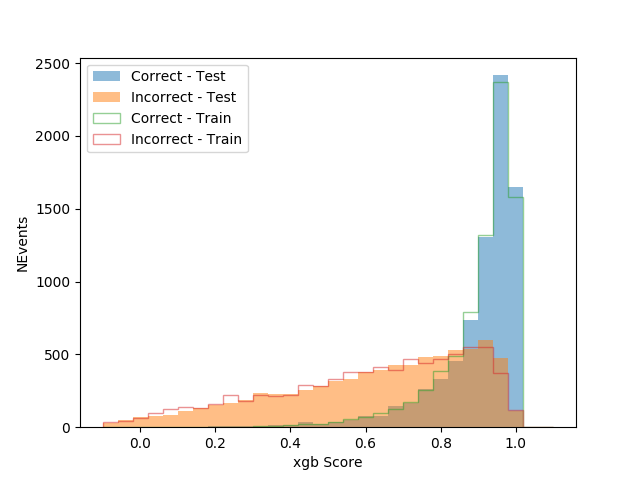 2500
2000
1500
1000
500
0
NEvents
Correct - Test
Incorrect - Test
Correct - Train
Incorrect - Train
0.0 0.2 0.4 0.6 0.8 1.0
xgb Score